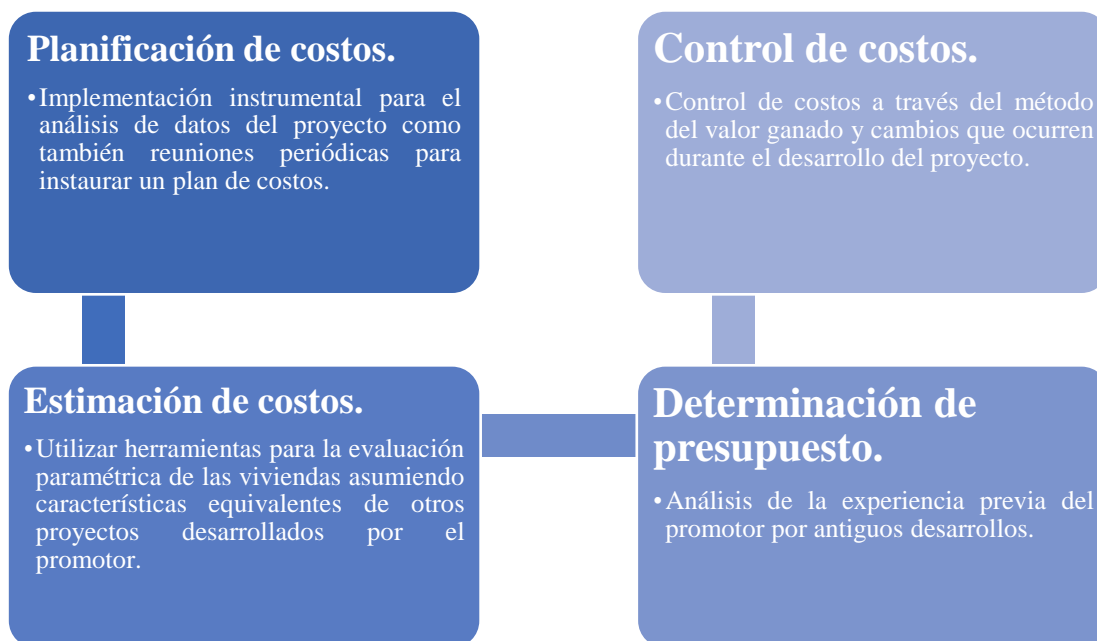 Planificación de costos.
•Implementación instrumental para el
análisis de datos del proyecto como
también reuniones periódicas para
instaurar un plan de costos.
Estimación de costos.
•Utilizar herramientas para la evaluación
paramétrica de las viviendas asumiendo
características equivalentes de otros
proyectos desarrollados por el
promotor.
Determinación de
presupuesto.
•Análisis de la experiencia previa del
promotor por antiguos desarrollos.
Control de costos.
•Control de costos a través del método
del valor ganado y cambios que ocurren
durante el desarrollo del proyecto.